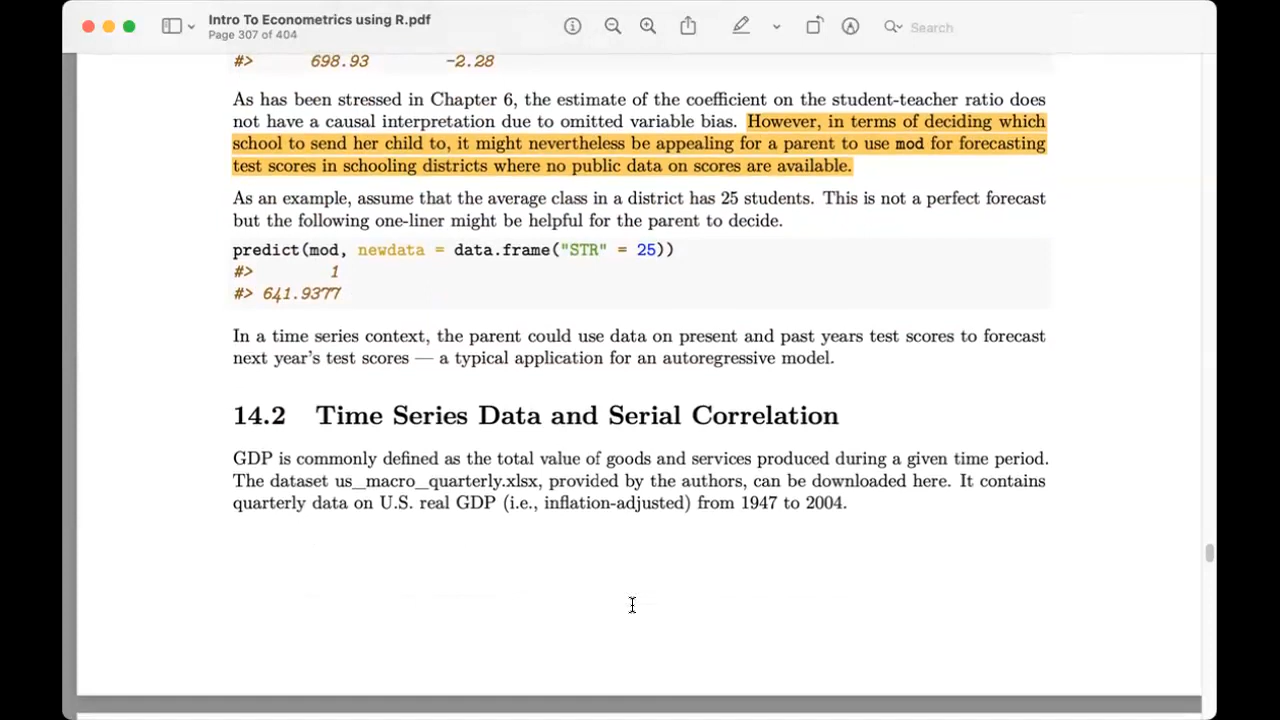 Intro To Econometrics using R.pdf
Page 307 of 404
Search
#> 698.93 -2.28
As has been stressed in Chapter 6, the estimate of the coefficient on the student-teacher ratio does
not have a causal interpretation due to omitted variable bias. However, in terms of deciding which
school to send her child to, it might nevertheless be appealing for a parent to use mod for forecasting
test scores in schooling districts where no public data on scores are available.
As an example, assume that the average class in a district has 25 students. This is not a perfect forecast
but the following one-liner might be helpful for the parent to decide.
predict(mod, newdata = data.frame("STR" = 25))
#> 1
#> 641.9377
In a time series context, the parent could use data on present and past years test scores to forecast
next year's test scores — a typical application for an autoregressive model.
14.2 Time Series Data and Serial Correlation
GDP is commonly defined as the total value of goods and services produced during a given time period.
The dataset us_macro_quarterly.xlsx, provided by the authors, can be downloaded here. It contains
quarterly data on U.S. real GDP (i.e., inflation-adjusted) from 1947 to 2004.